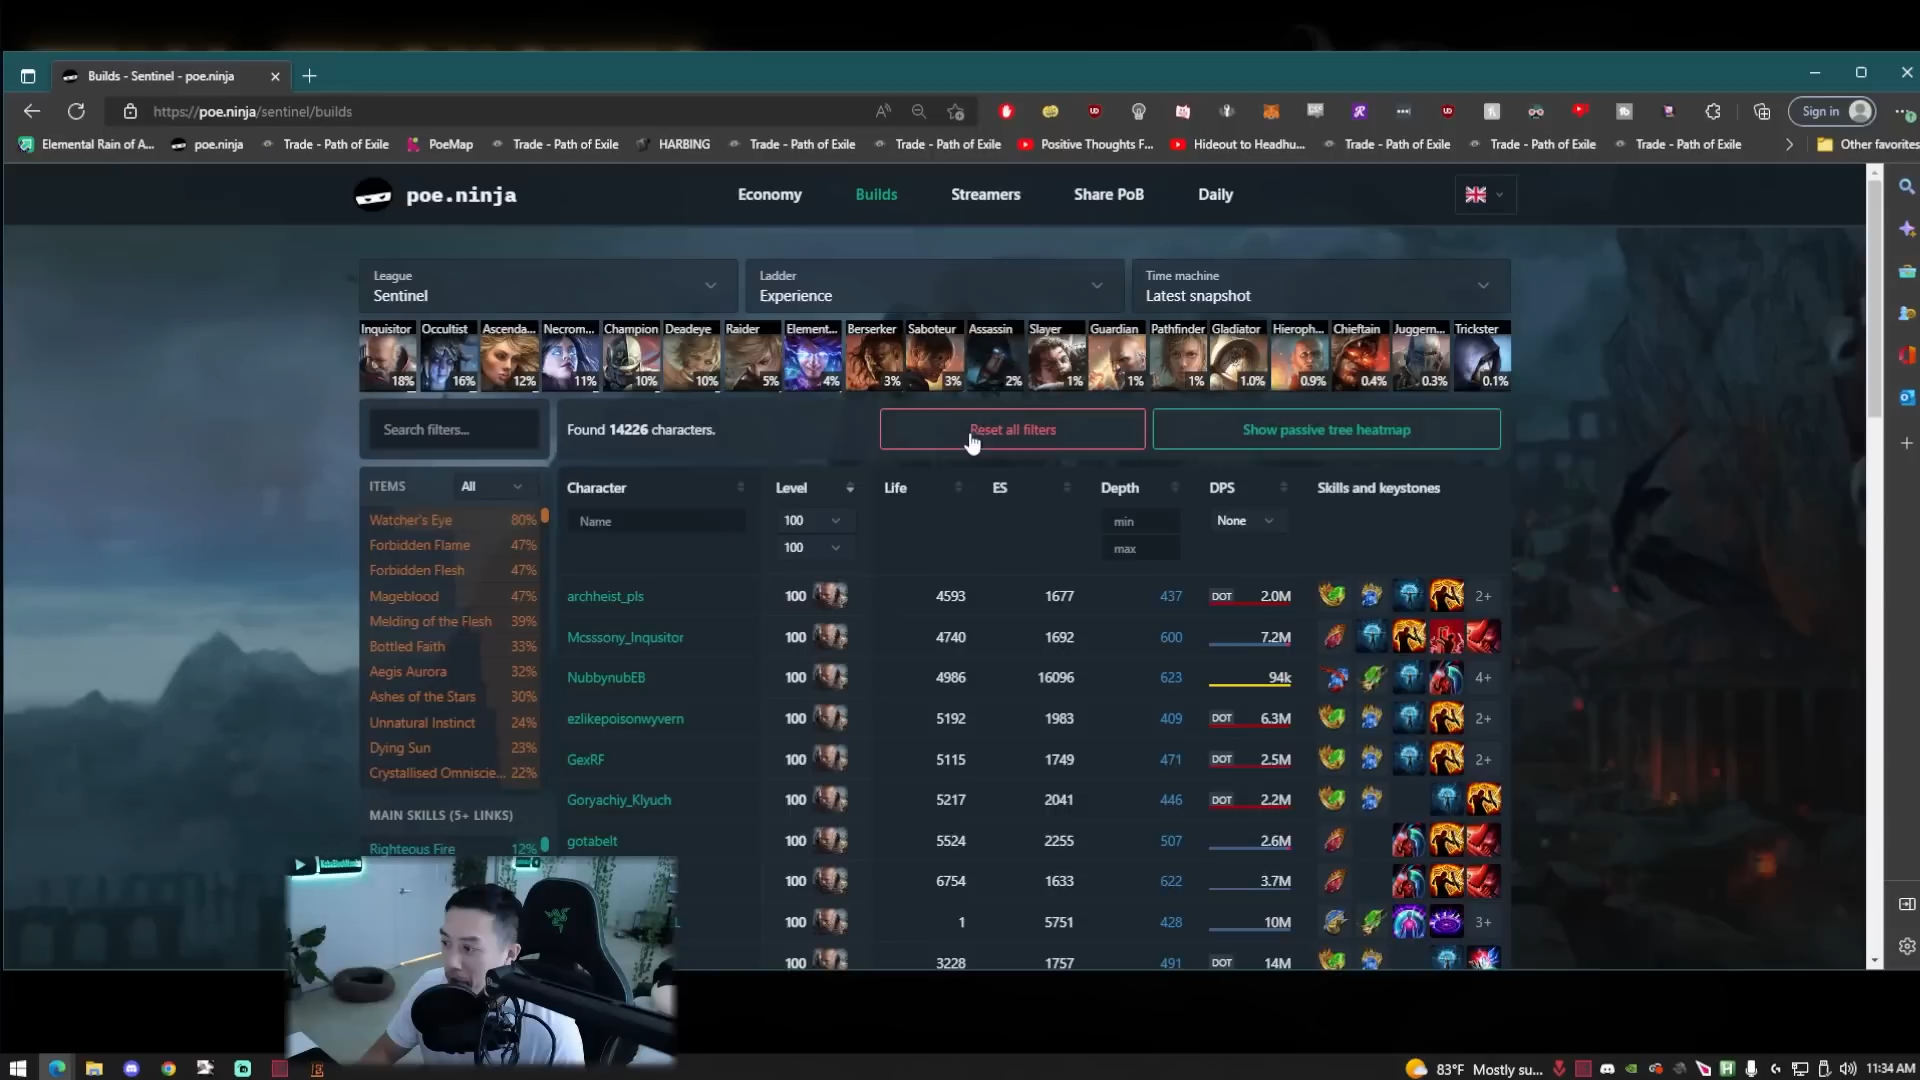 Builds - Sentinel - poe.ninja
https://poe.ninja/sentinel/builds
Sign in
Elemental Rain of A... poe.ninja Trade - Path of Exile PoeMap Trade - Path of Exile HARBING Trade - Path of Exile Trade - Path of Exile Positive Thoughts F... Hideout to Headhu... Trade - Path of Exile Trade - Path of Exile Trade - Path of Exile Other favorites
poe.ninja Economy Builds Streamers Share PoB Daily
League Ladder Time machine
Sentinel Experience Latest snapshot
Inquisitor Occultist Ascenda... Necrom... Champion Deadeye Raider Element... Berserker Saboteur Assassin Slayer Guardian Pathfinder Gladiator Hieroph... Chieftain Juggern... Trickster
18% 16% 12% 11% 10% 10% 5% 4% 3% 3% 2% 1% 1% 1% 1.0% 0.9% 0.4% 0.3% 0.1%
Search filters... Found 14226 characters. Reset all filters Show passive tree heatmap
ITEMS All
Watcher's Eye 80%
Forbidden Flame 47%
Forbidden Flesh 47%
Mageblood 47%
Melding of the Flesh 39%
Bottled Faith 33%
Aegis Aurora 32%
Ashes of the Stars 30%
Unnatural Instinct 24%
Dying Sun 23%
Crystallised Omniscie... 22%
MAIN SKILLS (5+ LINKS)
Righteous Fire 12%
Character Level Life ES Depth DPS Skills and keystones
Name 100 min None
100 max
archheist_pls 100 4593 1677 437 DOT 2.0M 2+
Mcsssony_Inqusitor 100 4740 1692 600 7.2M
NubbynubEB 100 4986 16096 623 94k 4+
ezlikepoisonwyvern 100 5192 1983 409 DOT 6.3M 2+
GexRF 100 5115 1749 471 DOT 2.5M 2+
Goryachiy_Klyuch 100 5217 2041 446 DOT 2.2M
gotabelt 100 5524 2255 507 2.6M
100 6754 1633 622 3.7M
100 1 5751 428 10M 3+
100 3228 1757 491 DOT 14M
83°F Mostly su... 11:34 AM